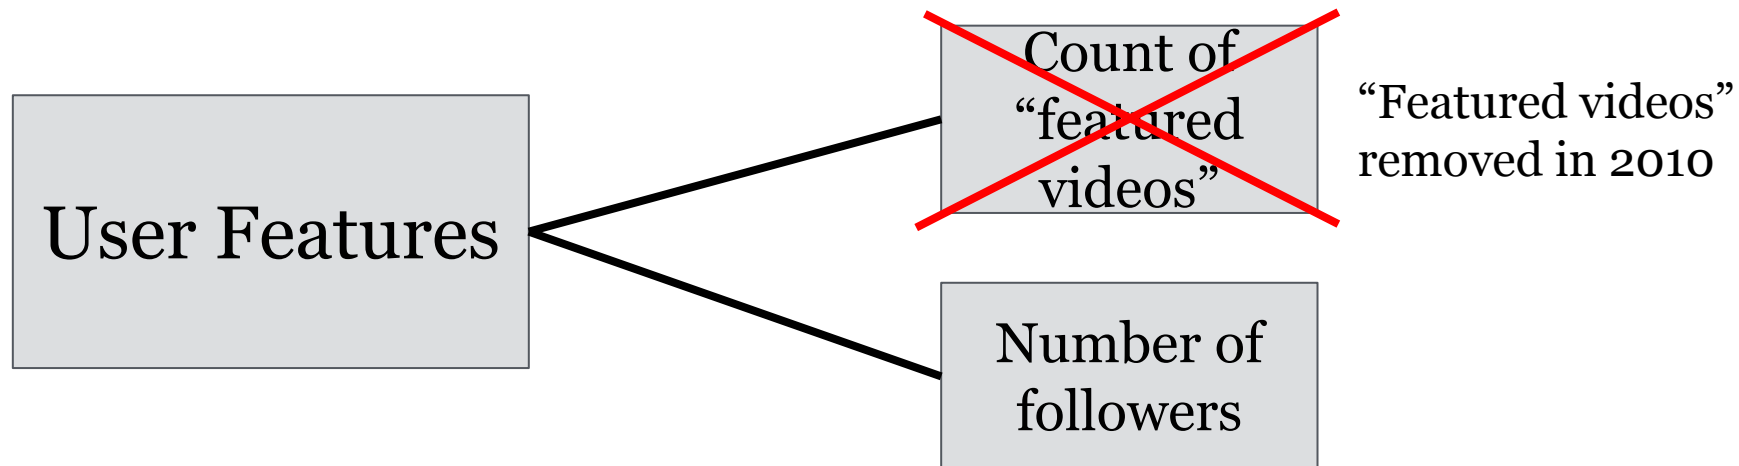 User Features
Count of
“featured
videos”
“Featured videos”
removed in 2010
Number of
followers